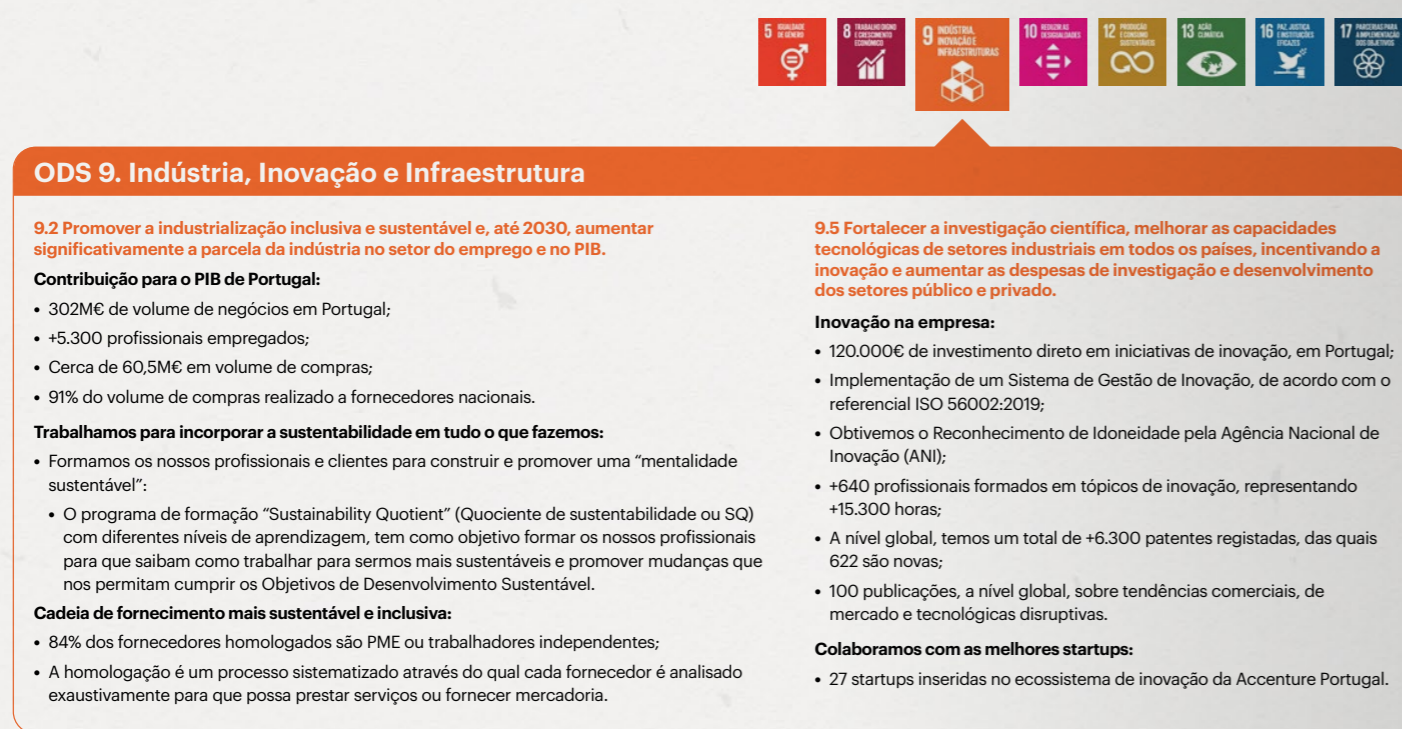 5 IGUALDADE
DE GÉNERO
8 TRABALHO DIGNO
E CRESCIMENTO
ECONÓMICO
9 INDÚSTRIA,
INOVAÇÃO E
INFRAESTRUTURAS
10 REDUZIR AS
DESIGUALDADES
12 PRODUÇÃO
E CONSUMO
SUSTENTÁVEIS
13 AÇÃO
CLIMÁTICA
16 PAZ, JUSTIÇA
E INSTITUIÇÕES
EFICAZES
17 PARCERIAS PARA
A IMPLEMENTAÇÃO
DOS OBJETIVOS
ODS 9. Indústria, Inovação e Infraestrutura
9.2 Promover a industrialização inclusiva e sustentável e, até 2030, aumentar
significativamente a parcela da indústria no setor do emprego e no PIB.
Contribuição para o PIB de Portugal:
• 302M€ de volume de negócios em Portugal;
• +5.300 profissionais empregados;
• Cerca de 60,5M€ em volume de compras;
• 91% do volume de compras realizado a fornecedores nacionais.
Trabalhamos para incorporar a sustentabilidade em tudo o que fazemos:
• Formamos os nossos profissionais e clientes para construir e promover uma “mentalidade
sustentável”:
• O programa de formação “Sustainability Quotient” (Quociente de sustentabilidade ou SQ)
com diferentes níveis de aprendizagem, tem como objetivo formar os nossos profissionais
para que saibam como trabalhar para sermos mais sustentáveis e promover mudanças que
nos permitam cumprir os Objetivos de Desenvolvimento Sustentável.
Cadeia de fornecimento mais sustentável e inclusiva:
• 84% dos fornecedores homologados são PME ou trabalhadores independentes;
• A homologação é um processo sistematizado através do qual cada fornecedor é analisado
exaustivamente para que possa prestar serviços ou fornecer mercadoria.
9.5 Fortalecer a investigação científica, melhorar as capacidades
tecnológicas de setores industriais em todos os países, incentivando a
inovação e aumentar as despesas de investigação e desenvolvimento
dos setores público e privado.
Inovação na empresa:
• 120.000€ de investimento direto em iniciativas de inovação, em Portugal;
• Implementação de um Sistema de Gestão de Inovação, de acordo com o
referencial ISO 56002:2019;
• Obtivemos o Reconhecimento de Idoneidade pela Agência Nacional de
Inovação (ANI);
• +640 profissionais formados em tópicos de inovação, representando
+15.300 horas;
• A nível global, temos um total de +6.300 patentes registadas, das quais
622 são novas;
• 100 publicações, a nível global, sobre tendências comerciais, de
mercado e tecnológicas disruptivas.
Colaboramos com as melhores startups:
• 27 startups inseridas no ecossistema de inovação da Accenture Portugal.